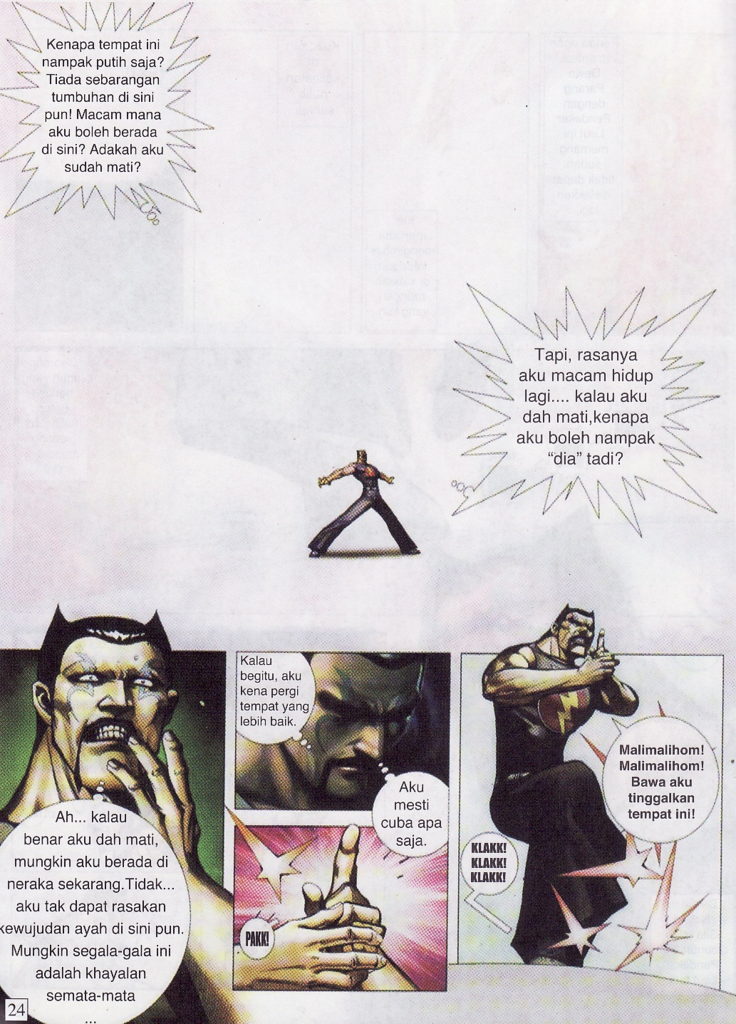 Kenapa tempat ini
nampak putih saja?
Tiada sebarangan
tumbuhan di sini
pun! Macam mana
aku boleh berada
di sini? Adakah aku
sudah mati?
Tapi, rasanya
aku macam hidup
lagi.... kalau aku
dah mati,kenapa
aku boleh nampak
“dia” tadi?
Ah... kalau
benar aku dah mati,
mungkin aku berada di
neraka sekarang.Tidak...
aku tak dapat rasakan
kewujudan ayah di sini pun.
Mungkin segala-gala ini
adalah khayalan
semata-mata
...
Kalau
begitu, aku
kena pergi
tempat yang
lebih baik.
Aku
mesti
cuba apa
saja.
PAKK!
Malimalihom!
Malimalihom!
Bawa aku
tinggalkan
tempat ini!
KLAKK!
KLAKK!
KLAKK!
24